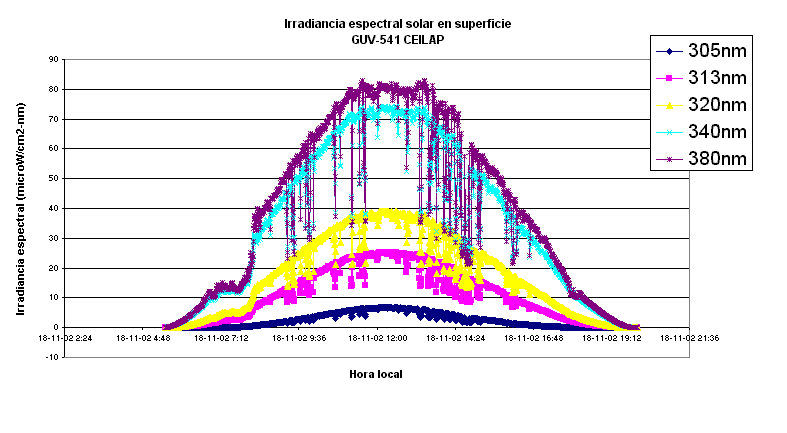 Irradiancia espectral solar en superficie
GUV-541 CEILAP
305nm
313nm
320nm
340nm
380nm
Irradiancia espectral (microW/cm2-nm)
90
80
70
60
50
40
30
20
10
0
-10
18-11-02 2:24 18-11-02 4:48 18-11-02 7:12 18-11-02 9:36 18-11-02 12:00 18-11-02 14:24 18-11-02 16:48 18-11-02 19:12 18-11-02 21:36
Hora local